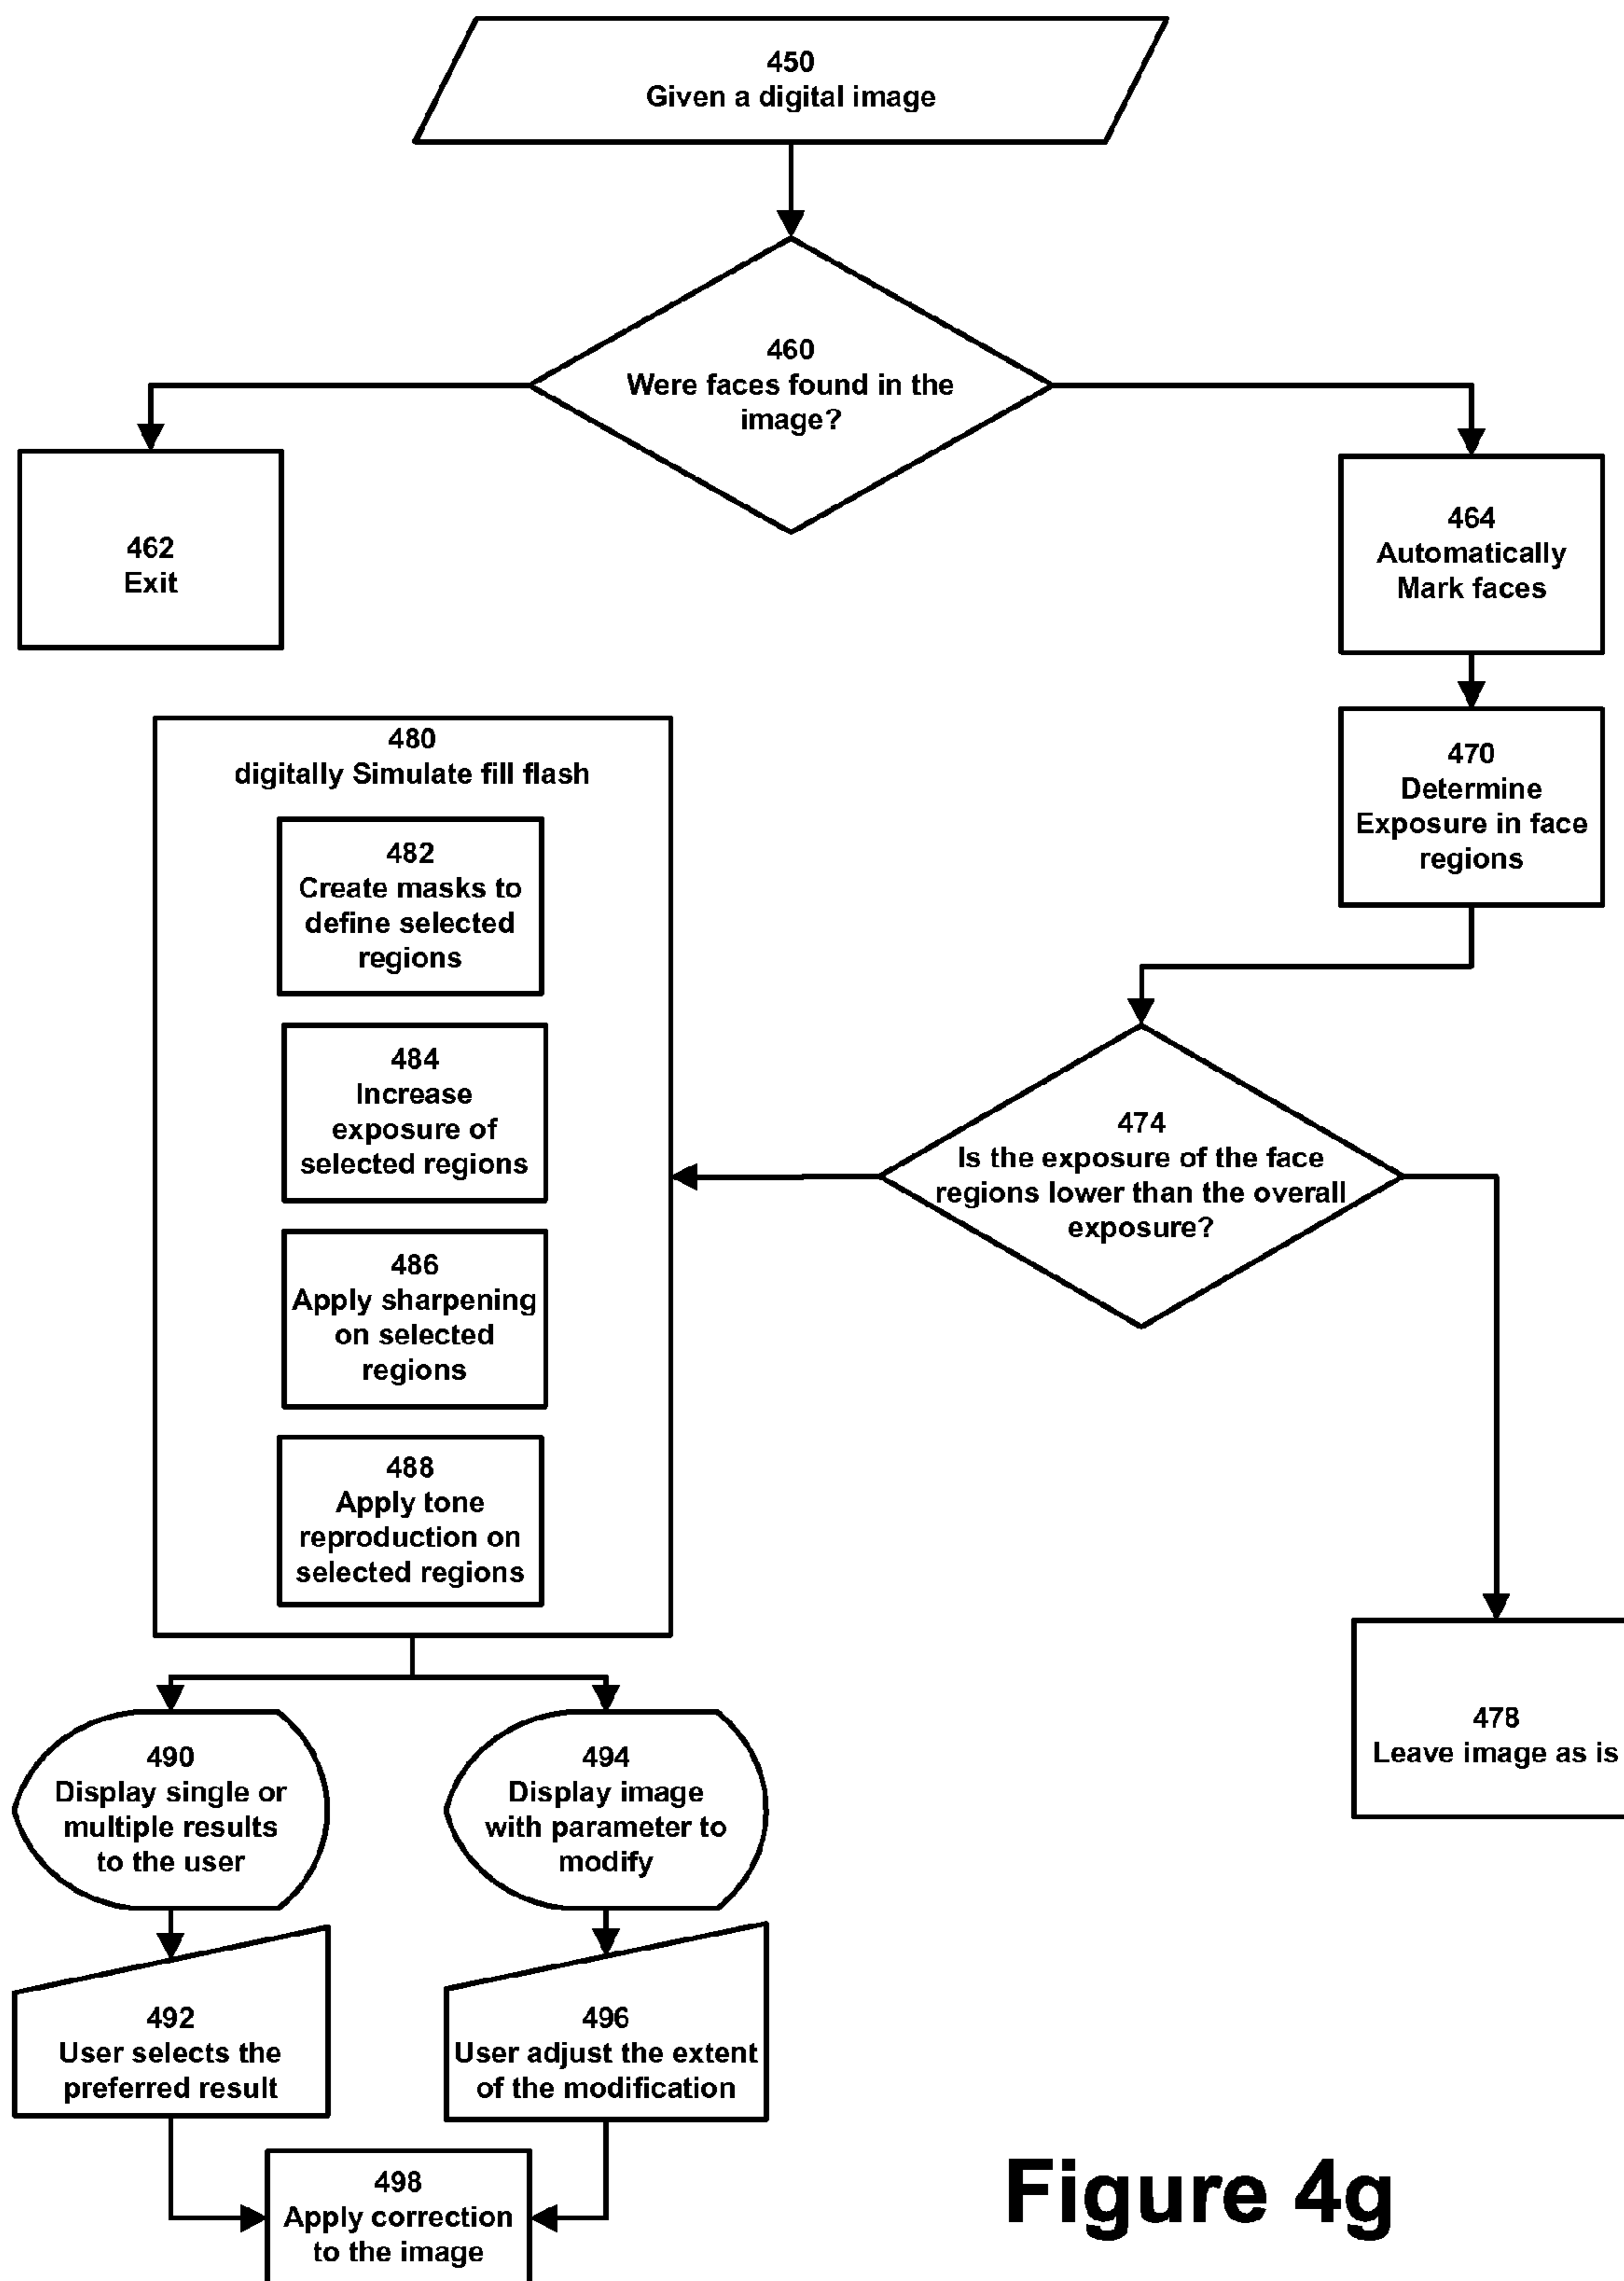 450
Given a digital image
460
Were faces found in the
image?
462
Exit
464
Automatically
Mark faces
470
Determine
Exposure in face
regions
474
Is the exposure of the face
regions lower than the overall
exposure?
478
Leave image as is
480
digitally Simulate fill flash
482
Create masks to
define selected
regions
484
Increase
exposure of
selected regions
486
Apply sharpening
on selected
regions
488
Apply tone
reproduction on
selected regions
490
Display single or
multiple results
to the user
494
Display image
with parameter to
modify
492
User selects the
preferred result
496
User adjust the extent
of the modification
498
Apply correction
to the image
Figure 4g